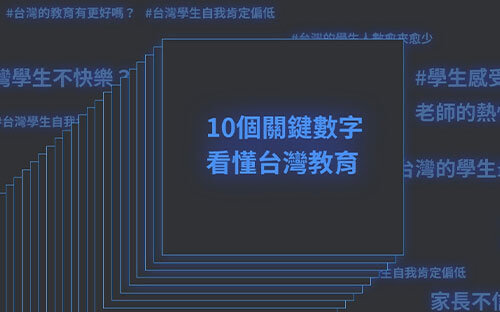 #台灣的教育有更好嗎？ #台灣學生自我肯定偏低
#台灣的學生人數愈來愈少
灣學生不快樂？
#學生感受
老師的熱
#台灣學生自我
10個關鍵數字
看懂台灣教育
台灣的學生
生自我肯定偏低
家長不信